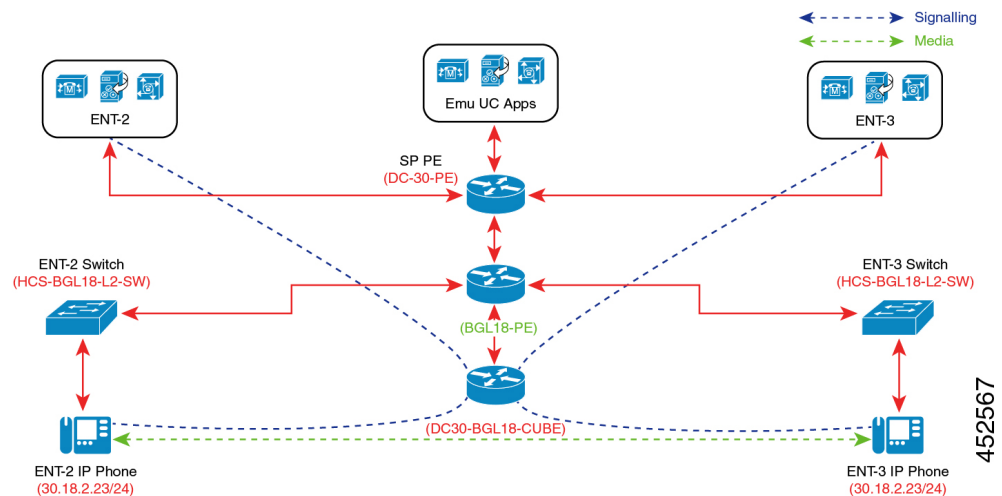 Signalling
Media
ENT-2
Emu UC Apps
ENT-3
SP PE
(DC-30-PE)
ENT-2 Switch
(HCS-BGL18-L2-SW)
ENT-3 Switch
(HCS-BGL18-L2-SW)
(BGL18-PE)
(DC30-BGL18-CUBE)
ENT-2 IP Phone
(30.18.2.23/24)
ENT-3 IP Phone
(30.18.2.23/24)
452567